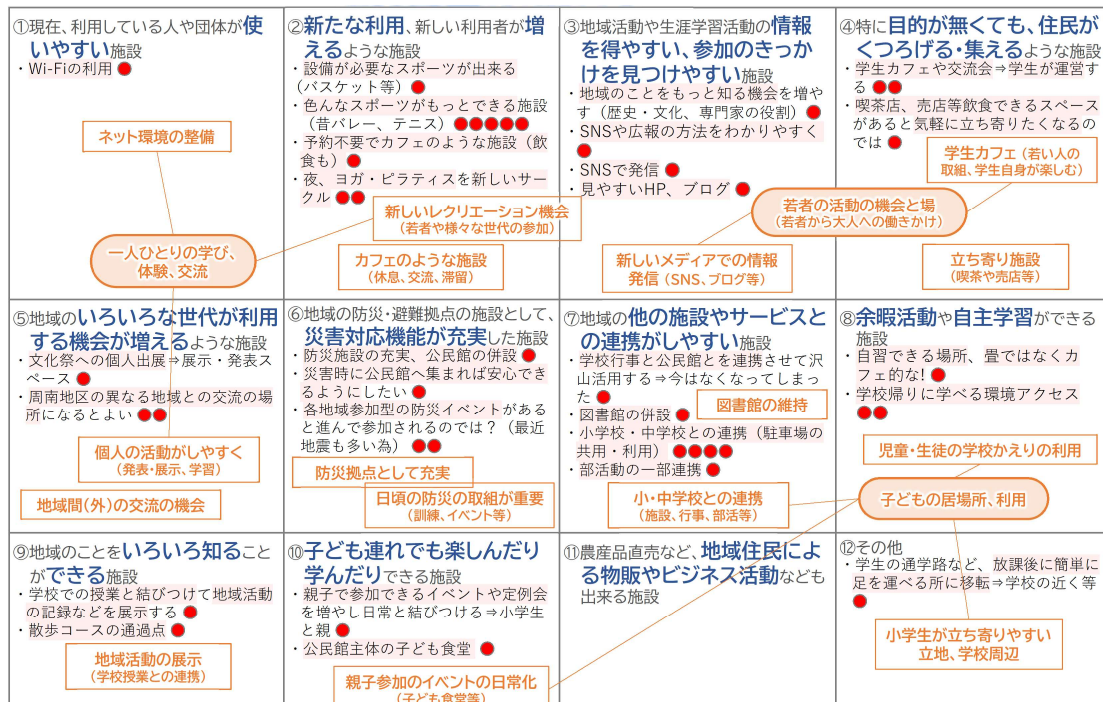 ①現在、利用している人や団体が使
いやすい施設
・Wi-Fiの利用
ネット環境の整備
一人ひとりの学び、
体験、交流
②新たな利用、新しい利用者が増
えるような施設
・設備が必要なスポーツが出来る
(バスケット等)
・色んなスポーツがもっとできる施設
（昔バレー、テニス）
・予約不要でカフェのような施設（飲
食も）
・夜、ヨガ・ピラティスを新しいサー
クル
新しいレクリエーション機会
(若者や様々な世代の参加)
カフェのような施設
(休息、交流、滞留)
③地域活動や生涯学習活動の情報
を得やすい、参加のきっか
けを見つけやすい施設
・地域のことをもっと知る機会を増や
す（歴史・文化、専門家の役割）
・SNSや広報の方法をわかりやすく
・SNSで発信
・見やすいHP、ブログ
若者の活動の機会と場
(若者から大人への働きかけ)
新しいメディアでの情報
発信（SNS、ブログ等）
④特に目的が無くても、住民が
くつろげる・集えるような施設
・学生カフェや交流会⇒学生が運営す
る
・喫茶店、売店等飲食できるスペース
があると気軽に立ち寄りたくなるの
では
学生カフェ（若い人の
取組、学生自身が楽しむ）
立ち寄り施設
(喫茶や売店等)
⑤地域のいろいろな世代が利用
する機会が増えるような施設
・文化祭への個人出展⇒展示・発表ス
ペース
・周南地区の異なる地域との交流の場
所になるとよい
個人の活動がしやすく
(発表・展示、学習)
地域間(外)の交流の機会
⑥地域の防災・避難拠点の施設として、
災害対応機能が充実した施設
・防災施設の充実、公民館の併設
・災害時に公民館へ集まれば安心でき
るようにしたい
・各地域参加型の防災イベントがある
と進んで参加されるのでは？（最近
地震も多い為）
防災拠点として充実
日頃の防災の取組が重要
(訓練、イベント等)
⑦地域の他の施設やサービスと
の連携がしやすい施設
・学校行事と公民館とを連携させて沢
山活用する⇒今はなくなってしまっ
た
・図書館の併設
図書館の維持
・小学校・中学校との連携（駐車場の
共用・利用）
・部活動の一部連携
小・中学校との連携
(施設、行事、部活等)
⑧余暇活動や自主学習ができる
施設
・自習できる場所、畳ではなくカ
フェ的な!
・学校帰りに学べる環境アクセス
児童・生徒の学校かえりの利用
子どもの居場所、利用
⑨地域のことをいろいろ知ること
ができる施設
・学校での授業と結びつけて地域活動
の記録などを展示する
・散歩コースの通過点
地域活動の展示
(学校授業との連携)
⑩子ども連れでも楽しんだり
学んだりできる施設
・親子で参加できるイベントや定例会
を増やし日常と結びつける⇒小学生
と親
・公民館主体の子ども食堂
親子参加のイベントの日常化
(子ども食堂等)
⑪農産品直売など、地域住民によ
る物販やビジネス活動なども
出来る施設
⑫その他
・学生の通学路など、放課後に簡単に
足を運べる所に移転⇒学校の近く等
小学生が立ち寄りやすい
立地、学校周辺